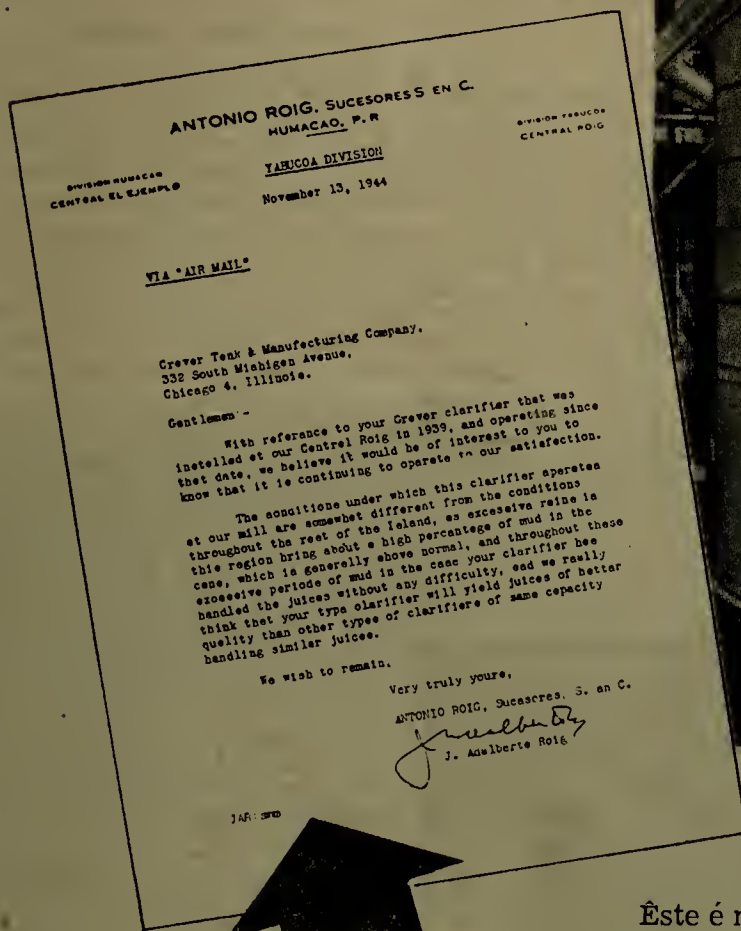 ANTONIO ROIG, SUCESORES S EN C.
HUMACAO, P. R
DIVISION HUMACAO
CENTRAL EL EJEMPLO
YABUCOA DIVISION
DIVISION YABUCOA
CENTRAL ROIG
November 13, 1944
VIA "AIR MAIL"
Graver Tank & Manufacturing Company,
332 South Michigan Avenue,
Chicago 4, Illinois.
Gentlemen:-
With reference to your Graver clarifier that was
installed at our Central Roig in 1939, and operating since
that date, we believe it would be of interest to you to
know that it is continuing to operate to our satisfaction.
The conditions under which this clarifier operates
at our mill are somewhat different from the conditions
throughout the rest of the Island, as excessive rains in
this region bring about a high percentage of mud in the
cane, which is generally above normal, and throughout these
excessive periods of mud in the cane your clarifier has
handled the juices without any difficulty, and we really
think that your type clarifier will yield juices of better
quality than other types of clarifiers of same capacity
handling similar juices.
We wish to remain,
Very truly yours,
ANTONIO ROIG, Sucesores, S. en C.
J. Adalberto Roig
JAR:
Êste é